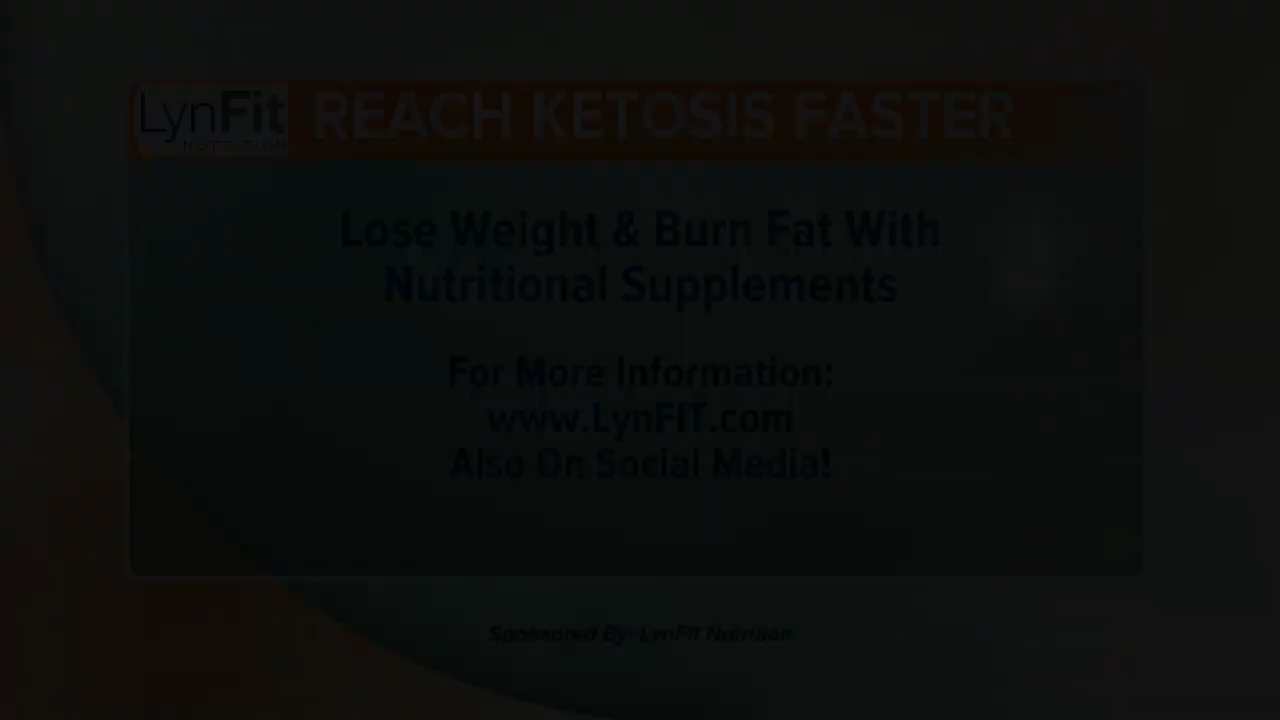 LynFit
NUTRITION
REACH KETOSIS FASTER
Lose Weight & Burn Fat With
Nutritional Supplements
For More Information:
www.LynFIT.com
Also On Social Media!
Sponsored By: LynFit Nutrition